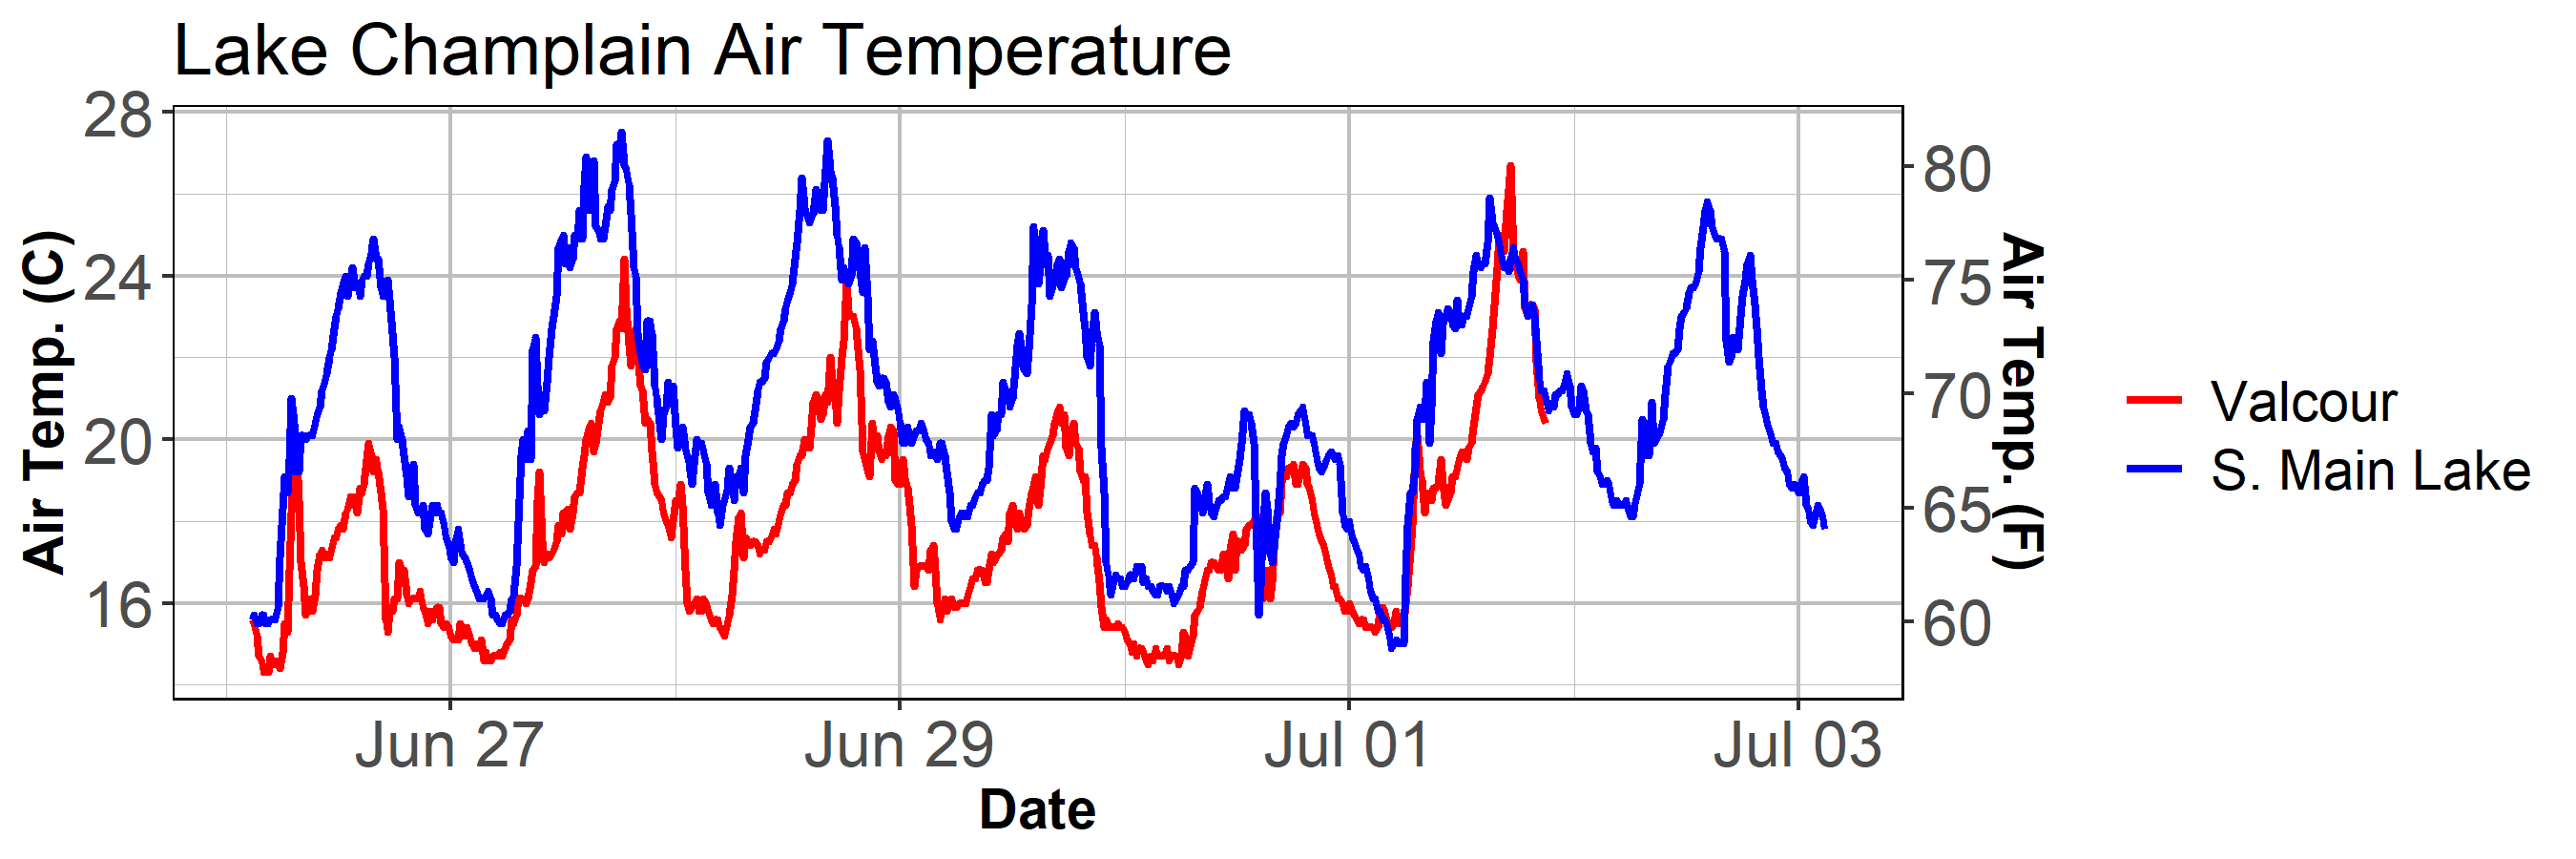 Lake Champlain Air Temperature
28
24
20
16
Air Temp. (C)
80
75
70
65
60
Air Temp. (F)
Jun 27
Jun 29
Jul 01
Jul 03
Date
Valcour
S. Main Lake